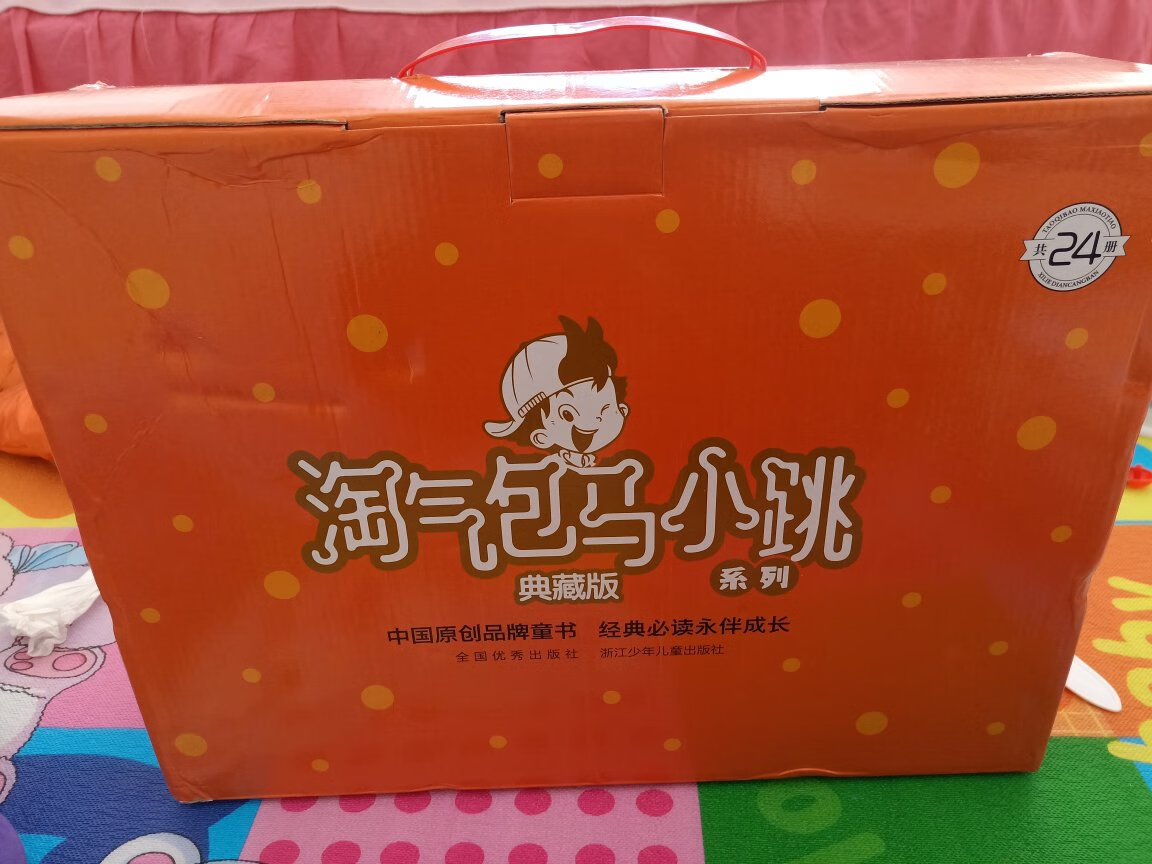 TAOQIBAO MAXIAOTIAO
共24册
XILIE DIANCANGBAN
淘气包马小跳
典藏版 系列
中国原创品牌童书 经典必读永伴成长
全国优秀出版社 浙江少年儿童出版社